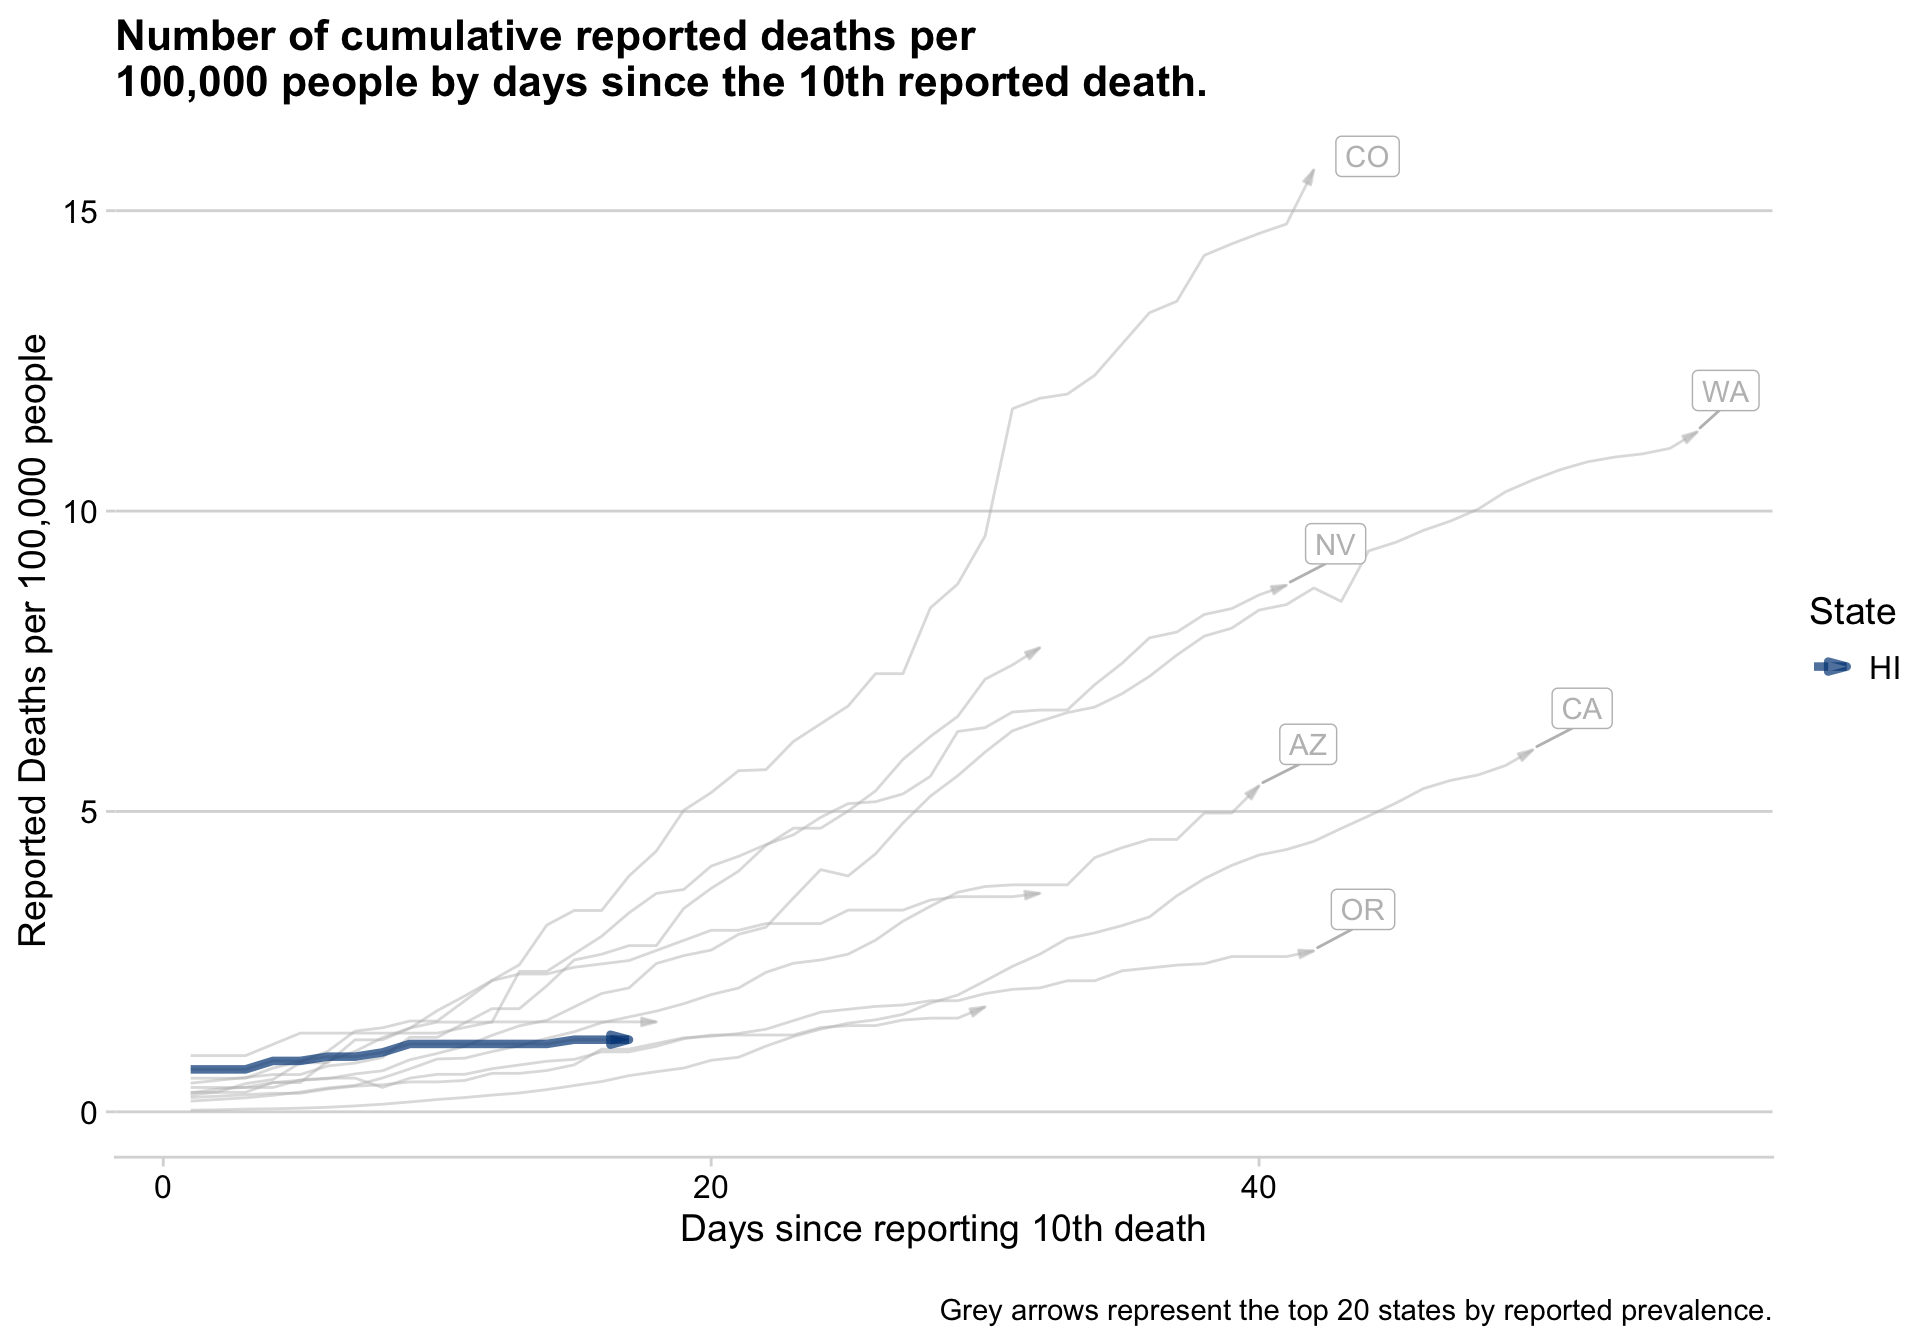 Number of cumulative reported deaths per
100,000 people by days since the 10th reported death.
CO
15
WA
10
NV
CA
AZ
5
OR
0
Reported Deaths per 100,000 people
State
HI
0 20 40
Days since reporting 10th death
Grey arrows represent the top 20 states by reported prevalence.